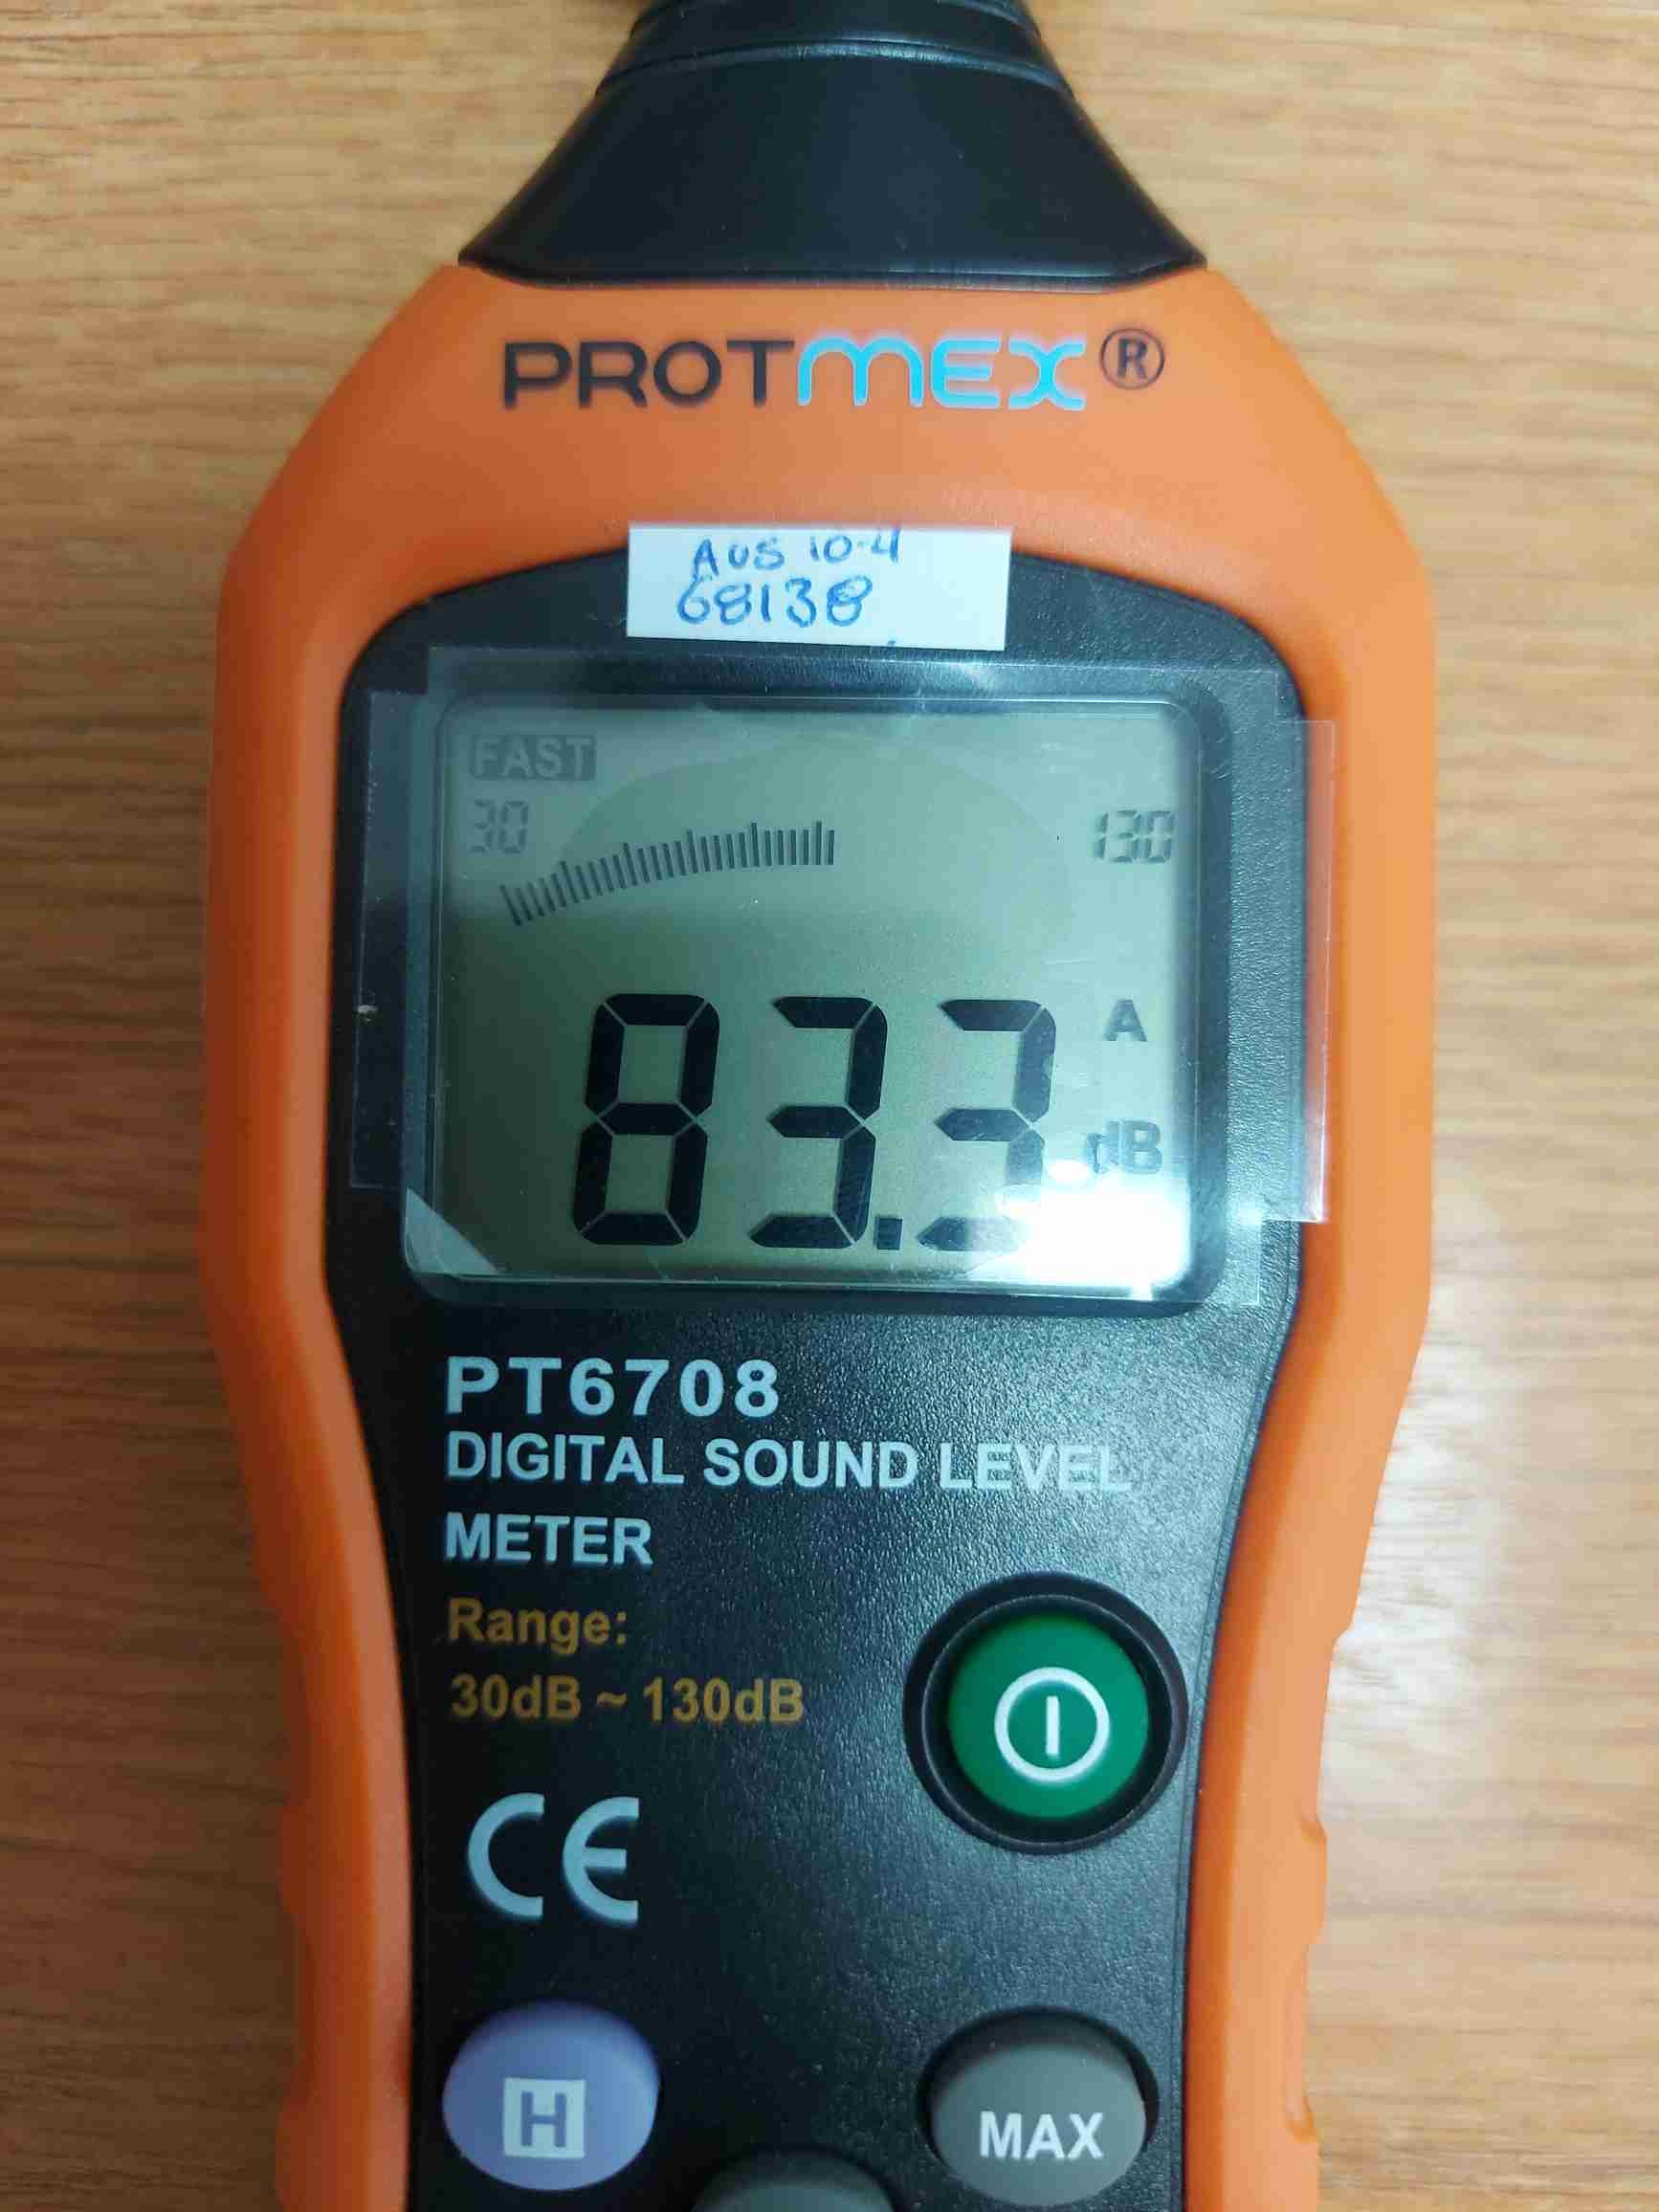 PROTMEX®
AUS 10-4
68138
FAST
30 130
83.3 A dB
PT6708
DIGITAL SOUND LEVEL
METER
Range:
30dB ~ 130dB
CE
H MAX